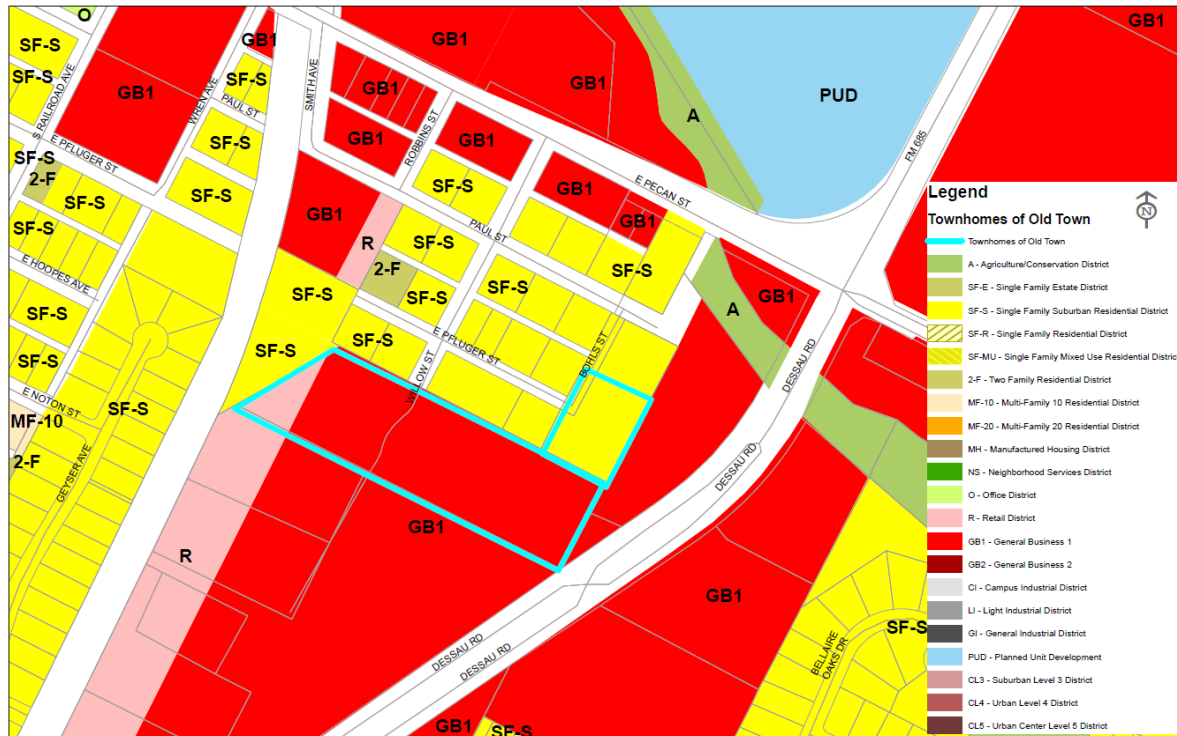 O
GB1
GB1
SF-S
GB1
SMITH AVE
GB1
SF-S
S RAILROAD AVE
SF-S
GB1
WREN AVE
PAUL ST
GB1
GB1
PUD
A
FM 685
GB1
ROBBINS ST
GB1
SF-S
SF-S
E PFLUGER ST
2-F
SF-S
SF-S
SF-S
E PECAN ST
GB1
GB1
GB1
R
SF-S
PAUL ST
SF-S
E HOOPES AVE
2-F
SF-S
SF-S
SF-S
A
GB1
SF-S
SF-S
SF-S
E PFLUGER ST
WILLOW ST
BOHLS ST
DESSAU RD
SF-S
E NOTON ST
MF-10
SF-S
2-F
GEYSER AVE
DESSAU RD
GB1
R
GB1
SF-S
BELLAIRE
OAKS DR
DESSAU RD
DESSAU RD
GB1
SF-S
Legend
N
Townhomes of Old Town
Townhomes of Old Town
A - Agriculture/Conservation District
SF-E - Single Family Estate District
SF-S - Single Family Suburban Residential District
SF-R - Single Family Residential District
SF-MU - Single Family Mixed Use Residential District
2-F - Two Family Residential District
MF-10 - Multi-Family 10 Residential District
MF-20 - Multi-Family 20 Residential District
MH - Manufactured Housing District
NS - Neighborhood Services District
O - Office District
R - Retail District
GB1 - General Business 1
GB2 - General Business 2
CI - Campus Industrial District
LI - Light Industrial District
GI - General Industrial District
PUD - Planned Unit Development
CL3 - Suburban Level 3 District
CL4 - Urban Level 4 District
CL5 - Urban Center Level 5 District